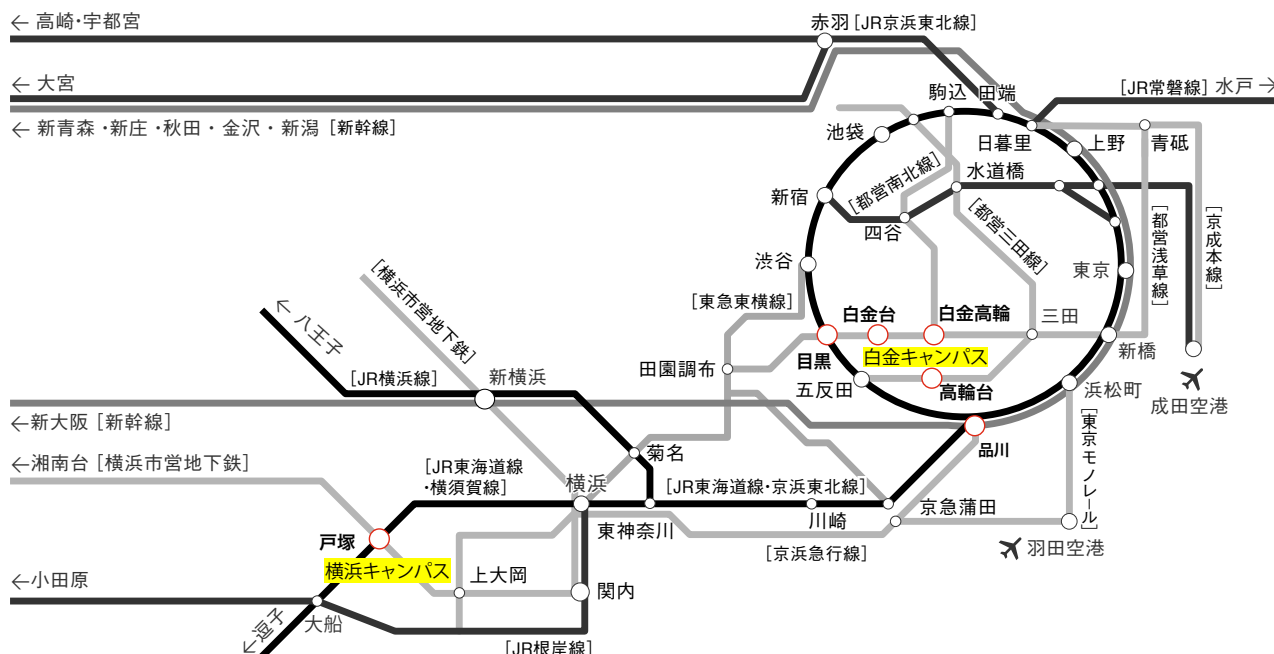 ← 高崎・宇都宮
赤羽 [JR京浜東北線]
← 大宮
駒込 田端
[JR常磐線] 水戸 →
← 新青森・新庄・秋田・金沢・新潟 [新幹線]
池袋
日暮里
上野
青砥
[都営南北線]
水道橋
新宿
四谷
[都営三田線]
[都営浅草線]
[京成本線]
渋谷
東京
[横浜市営地下鉄]
[東急東横線]
←八王子
白金台
白金高輪
三田
新橋
目黒
白金キャンパス
[JR横浜線]
新横浜
田園調布
五反田
高輪台
浜松町
成田空港
←新大阪 [新幹線]
[東京モノレール]
品川
←湘南台 [横浜市営地下鉄]
菊名
[JR東海道線
・横須賀線]
横浜
[JR東海道線・京浜東北線]
東神奈川
川崎
京急蒲田
戸塚
[京浜急行線]
羽田空港
横浜キャンパス
←小田原
上大岡
関内
←逗子
大船
[JR根岸線]